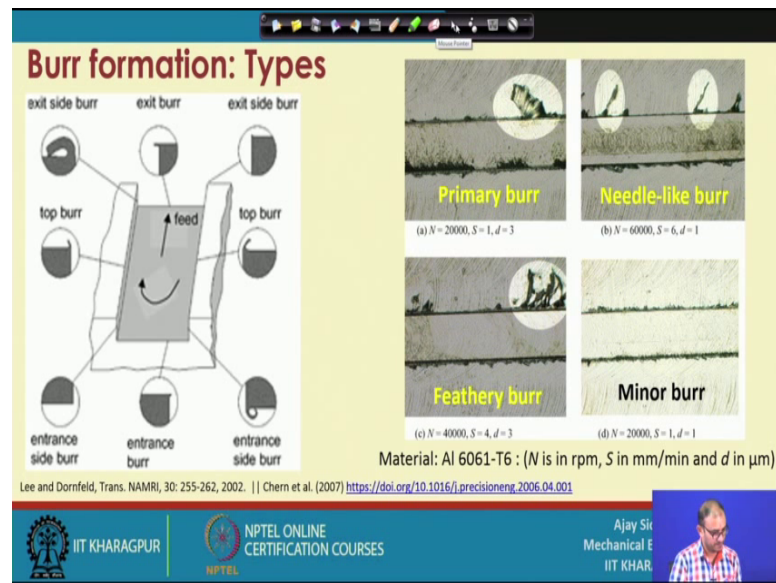 Mouse Pointer
Burr formation: Types
exit side burr
exit burr
exit side burr
top burr
feed
top burr
entrance
side burr
entrance
burr
entrance
side burr
Primary burr
Needle-like burr
(a) N = 20000, S = 1, d = 3
(b) N = 60000, S = 6, d = 1
Feathery burr
Minor burr
(c) N = 40000, S = 4, d = 3
(d) N = 20000, S = 1, d = 1
Material: Al 6061-T6 : (N is in rpm, S in mm/min and d in µm)
Lee and Dornfeld, Trans. NAMRI, 30: 255-262, 2002. || Chern et al. (2007) https://doi.org/10.1016/j.precisioneng.2006.04.001
IIT KHARAGPUR
NPTEL
NPTEL ONLINE
CERTIFICATION COURSES
Ajay Sid
Mechanical E
IIT KHAR